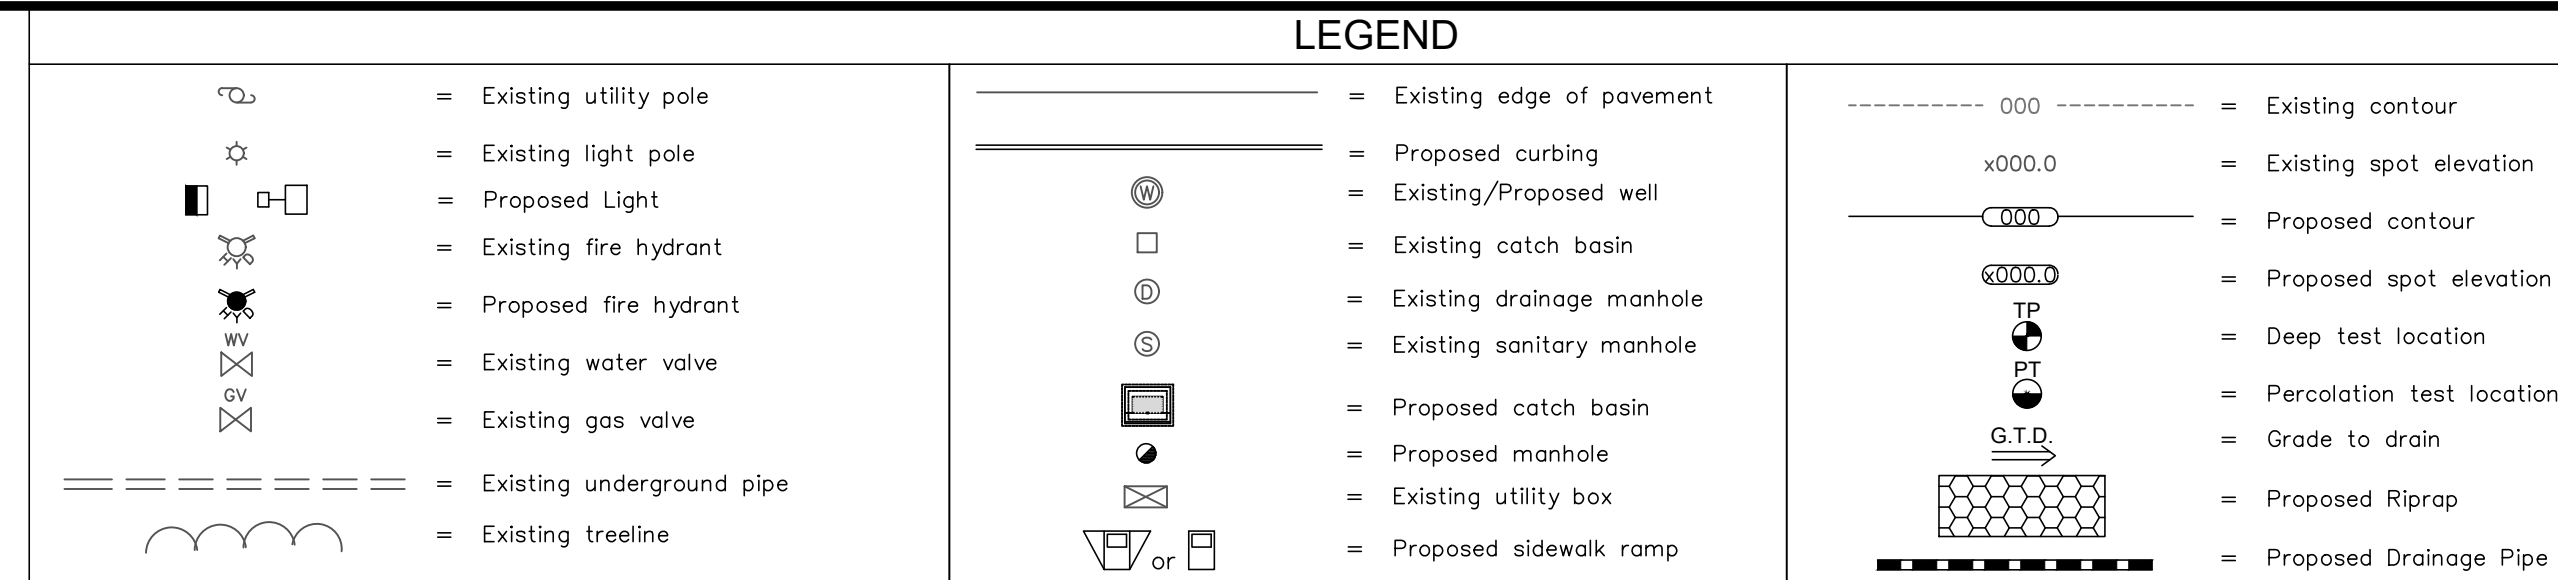 LEGEND
= Existing utility pole
= Existing light pole
= Proposed Light
= Existing fire hydrant
= Proposed fire hydrant
WV
= Existing water valve
GV
= Existing gas valve
= Existing underground pipe
= Existing treeline
= Existing edge of pavement
= Proposed curbing
W = Existing/Proposed well
= Existing catch basin
D = Existing drainage manhole
S = Existing sanitary manhole
= Proposed catch basin
= Proposed manhole
= Existing utility box
or = Proposed sidewalk ramp
000 = Existing contour
x000.0 = Existing spot elevation
000 = Proposed contour
x000.0 = Proposed spot elevation
TP
= Deep test location
PT
= Percolation test location
G.T.D. = Grade to drain
= Proposed Riprap
= Proposed Drainage Pipe